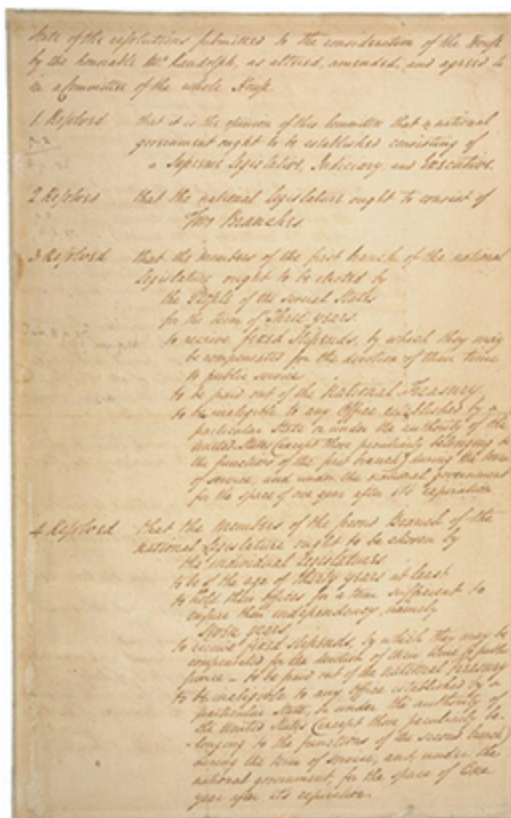 State of the resolutions submitted to the consideration of the House
by the honorable Mr Randolph, as altered, amended, and agreed to
in a Committee of the whole House.
1 Resolved that it is the opinion of this Committee that a national
government ought to be established consisting of
a Supreme Legislative, Judiciary, and Executive.
2 Resolved that the national Legislature ought to consist of
Two Branches
3 Resolved that the Members of the first branch of the national
Legislature ought to be elected by
the People of the several States
for the term of Three years.
to receive fixed stipends, by which they may
be compensated for the devotion of their time
to public service
to be paid out of the National Treasury.
to be ineligible to any Office established by a
particular State or under the authority of the
United States (except those peculiarly belonging to
the functions of the first branch) during the term
of service, and under the national government
for the space of one year after its expiration
4 Resolved that the Members of the second Branch of the
national Legislature ought to be chosen by
the individual Legislatures.
to be of the age of thirty years at least
to hold their offices for a term sufficient to
ensure their independency, namely
seven years
to receive fixed stipends, by which they may be
compensated for the devotion of their time to public
service - to be paid out of the National Treasury
to be ineligible to any Office established by a
particular State, or under the authority of
the United States (except those peculiarly be-
longing to the functions of the second branch)
during the term of service, and under the
national government, for the space of One
year after its expiration.